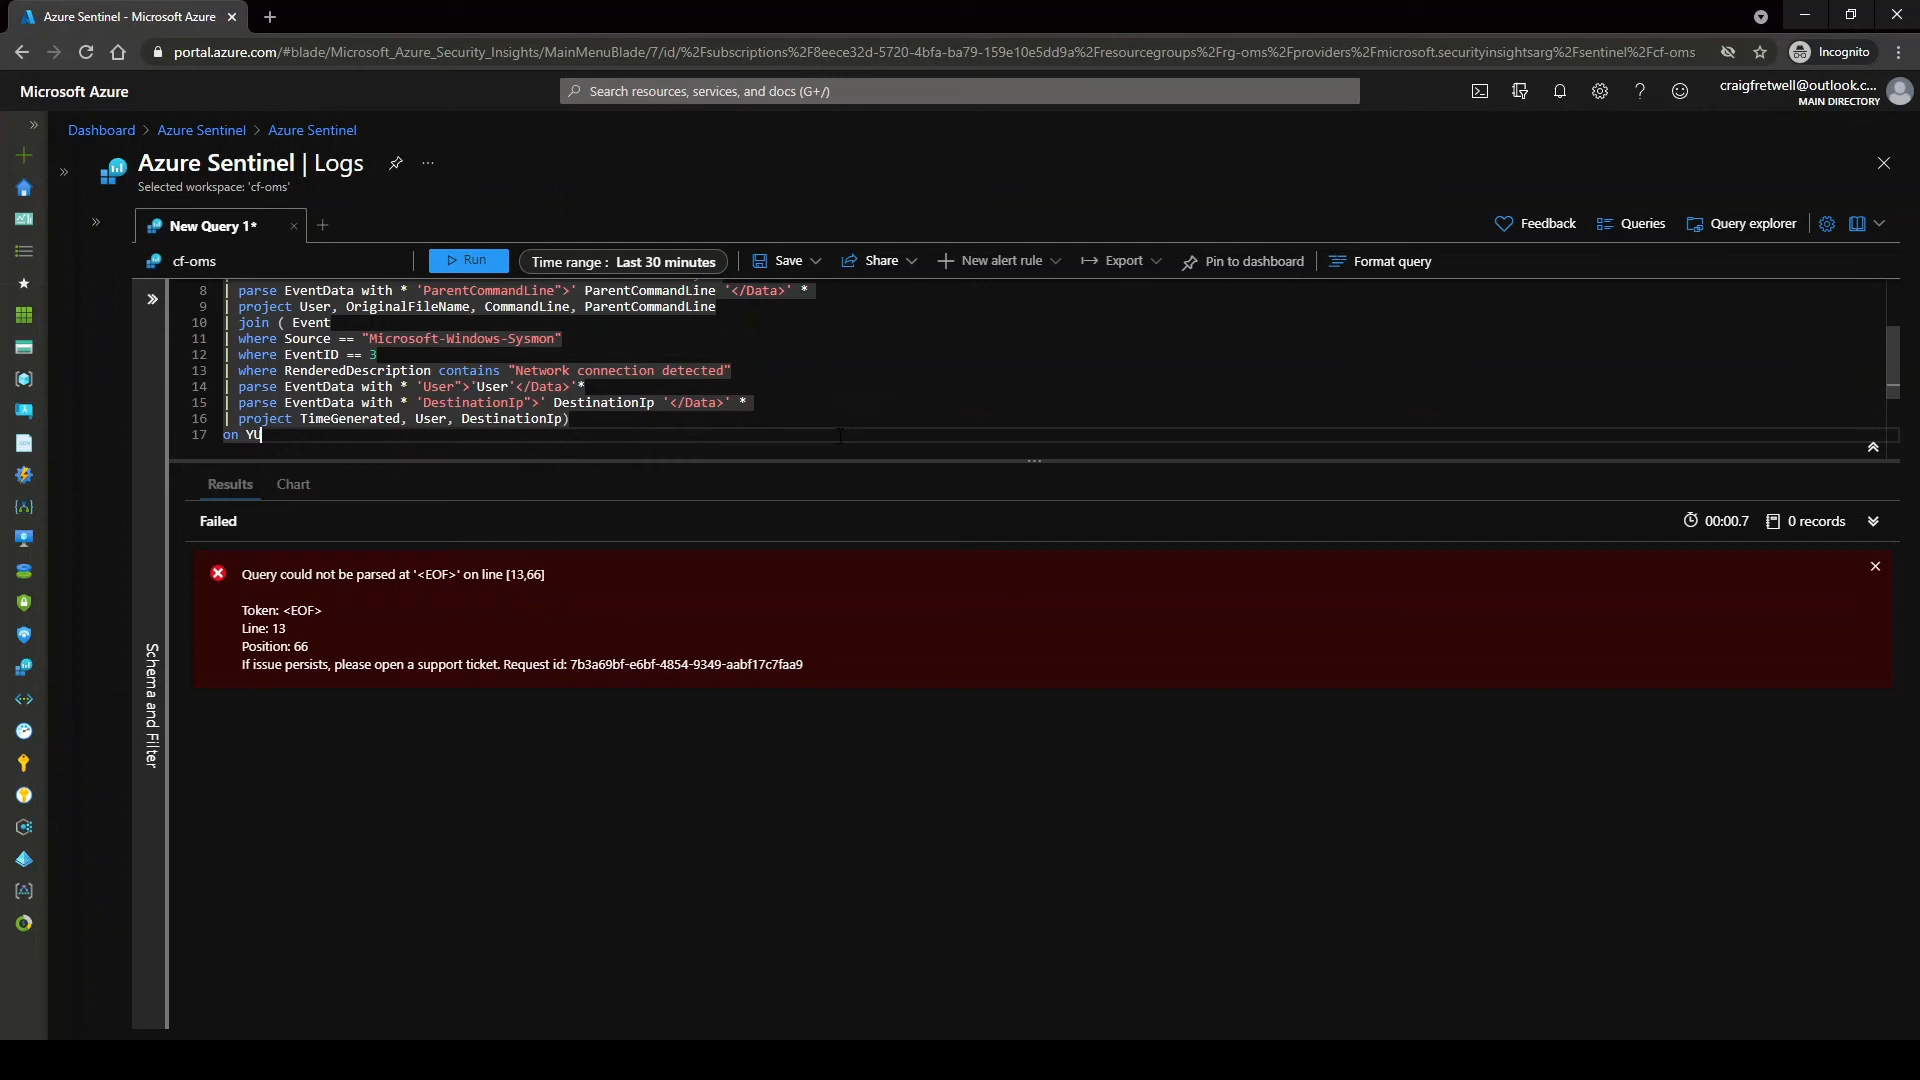 Azure Sentinel - Microsoft Azure
portal.azure.com/#blade/Microsoft_Azure_Security_Insights/MainMenuBlade/7/id/%2Fsubscriptions%2F8eece32d-5720-4bfa-ba79-159e10e5dd9a%2Fresourcegroups%2Frg-oms%2Fproviders%2Fmicrosoft.securityinsightsarg%2Fsentinel%2Fcf-oms
Incognito
Microsoft Azure
Search resources, services, and docs (G+/)
craigfretwell@outlook.c...
MAIN DIRECTORY
Dashboard > Azure Sentinel > Azure Sentinel
Azure Sentinel | Logs
Selected workspace: 'cf-oms'
New Query 1*
Feedback
Queries
Query explorer
cf-oms
Run
Time range : Last 30 minutes
Save
Share
New alert rule
Export
Pin to dashboard
Format query
8 | parse EventData with * 'ParentCommandLine">' ParentCommandLine '</Data>' *
9 | project User, OriginalFileName, CommandLine, ParentCommandLine
10 | join ( Event
11 | where Source == "Microsoft-Windows-Sysmon"
12 | where EventID == 3
13 | where RenderedDescription contains "Network connection detected"
14 | parse EventData with * 'User">'User'</Data>'*
15 | parse EventData with * 'DestinationIp">' DestinationIp '</Data>' *
16 | project TimeGenerated, User, DestinationIp)
17 on YU
Results
Chart
Failed
00:00.7
0 records
Query could not be parsed at '<EOF>' on line [13,66]
Token: <EOF>
Line: 13
Position: 66
If issue persists, please open a support ticket. Request id: 7b3a69bf-e6bf-4854-9349-aabf17c7faa9
Schema and Filter